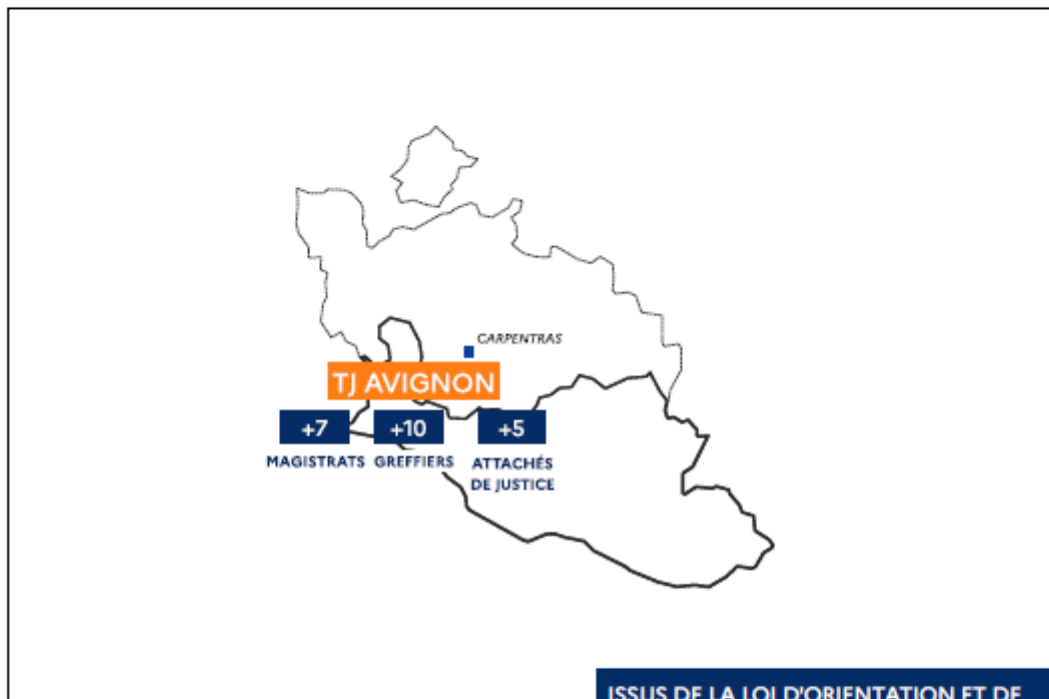 CARPENTRAS
TJ AVIGNON
+7
+10
+5
MAGISTRATS
GREFFIERS
ATTACHÉS
DE JUSTICE
ISSUS DE LA LOI D'ORIENTATION ET DE